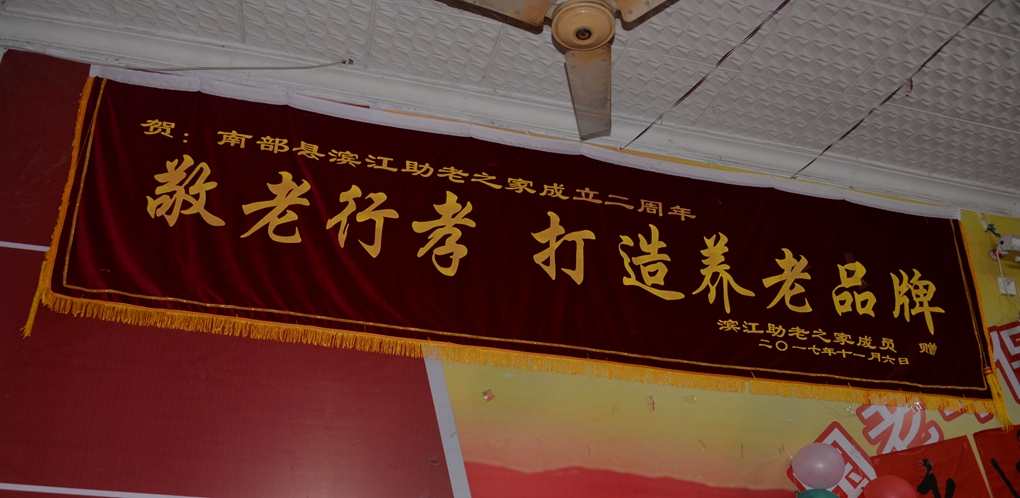 贺：南部县滨江助老之家成立二周年
敬老行孝 打造养老品牌
滨江助老之家成员 赠
二〇一七年十一月六日